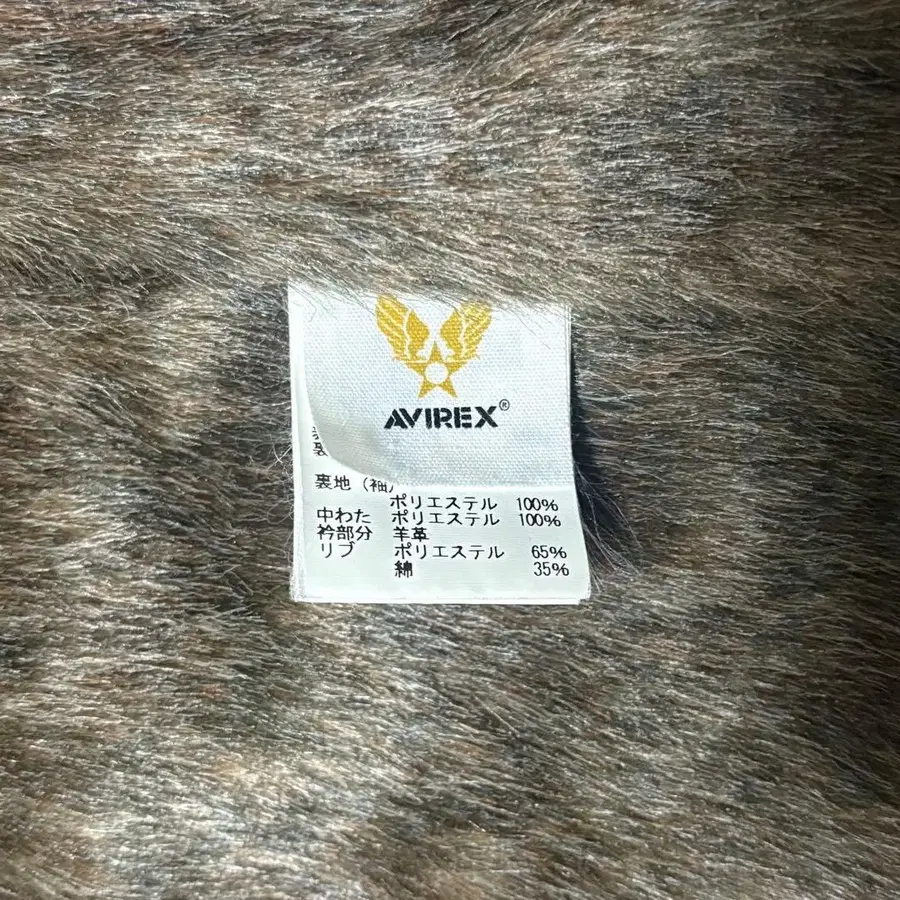 AVIREX®
裏
裏地(袖)
ポリエステル 100%
中わた ポリエステル 100%
衿部分 羊革
リブ ポリエステル 65%
綿 35%